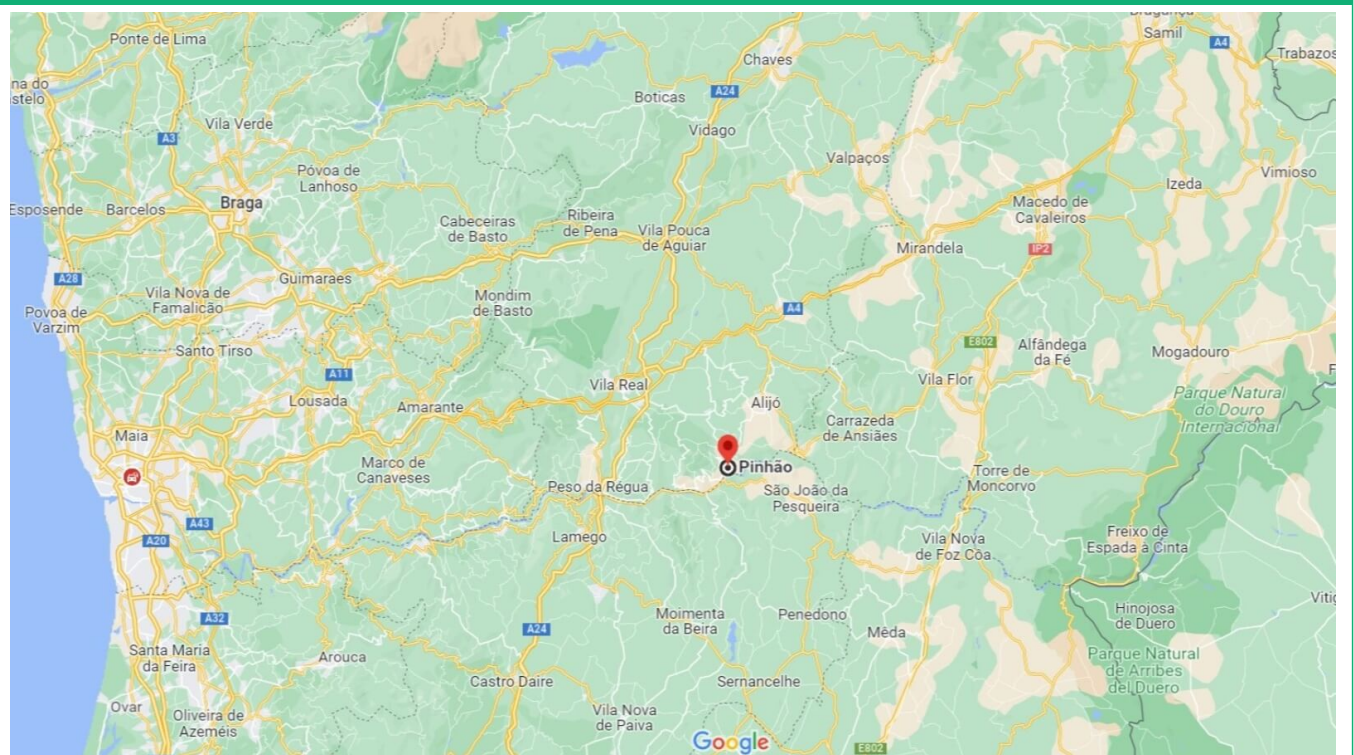 Bragança
Samil
Ponte de Lima
A4
Trabazos
Chaves
na do
stelo
A24
Boticas
Vila Verde
Vidago
A3
Valpaços
Póvoa de
Lanhoso
Vimioso
Izeda
Braga
Macedo de
Cavaleiros
Esposende
Barcelos
Cabeceiras
de Basto
Ribeira
de Pena
Vila Pouca
de Aguiar
Mirandela
IP2
A28
Guimaraes
Vila Nova de
Famalicão
Mondim
de Basto
A4
Povoa de
Varzim
E802
Alfândega
da Fé
Santo Tirso
Mogadouro
A11
F
Vila Real
Vila Flor
Parque Natural
do Douro
Internacional
Lousada
Amarante
Alijó
Carrazeda
de Ansiães
Maia
Marco de
Canaveses
Pinhão
Torre de
Moncorvo
Peso da Régua
São João da
Pesqueira
A43
A20
Lamego
Vila Nova
de Foz Côa
Freixo de
Espada à Cinta
Vitig
Hinojosa
de Duero
A32
A24
Moimenta
da Beira
Penedono
Mêda
Santa Maria
da Feira
Arouca
Parque Natural
de Arribes
del Duero
Castro Daire
Sernancelhe
Ovar
Oliveira de
Azeméis
Vila Nova
de Paiva
Google
E802